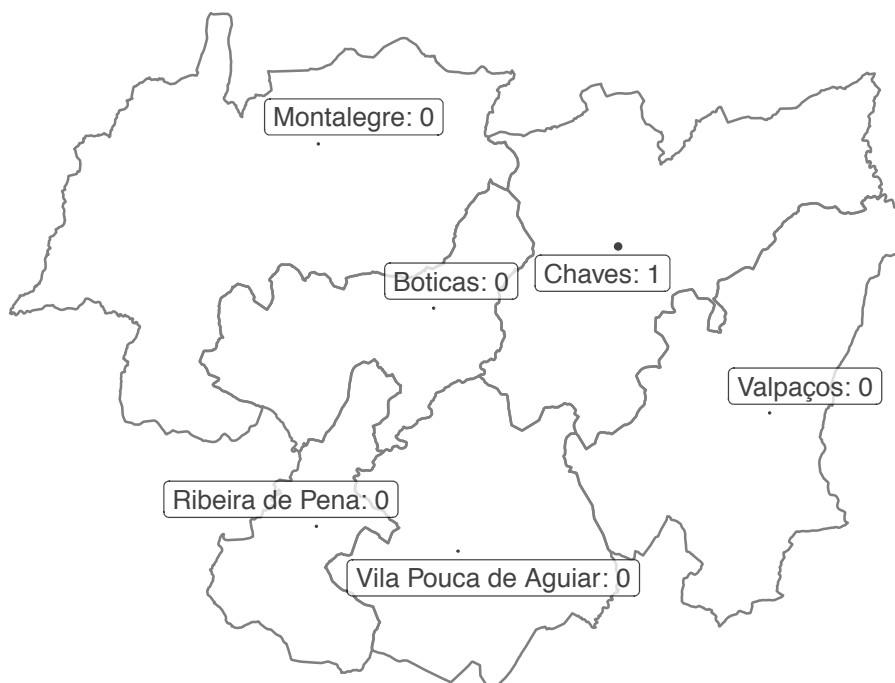 Montalegre: 0
Boticas: 0
Chaves: 1
Valpaços: 0
Ribeira de Pena: 0
Vila Pouca de Aguiar: 0